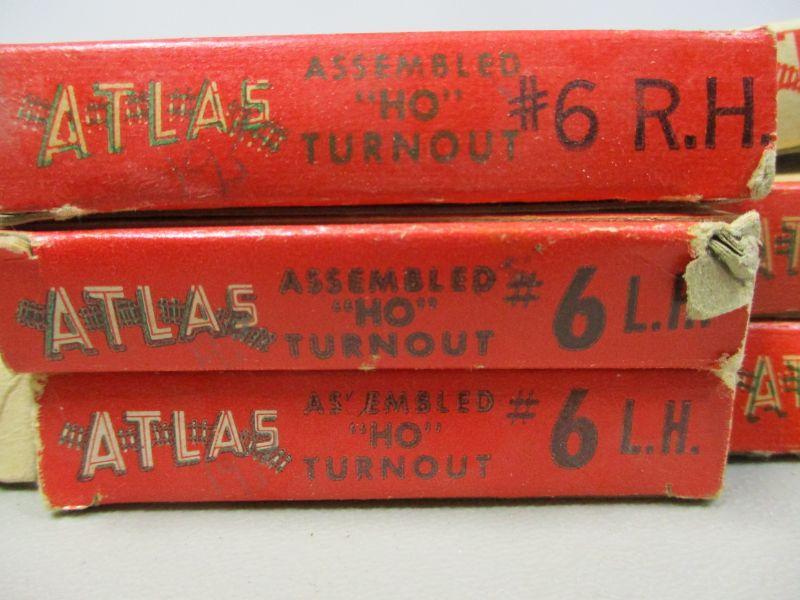 ATLAS ASSEMBLED "HO" TURNOUT #6 R.H.
ATLAS ASSEMBLED "HO" TURNOUT #6 L.H.
ATLAS ASSEMBLED "HO" TURNOUT #6 L.H.